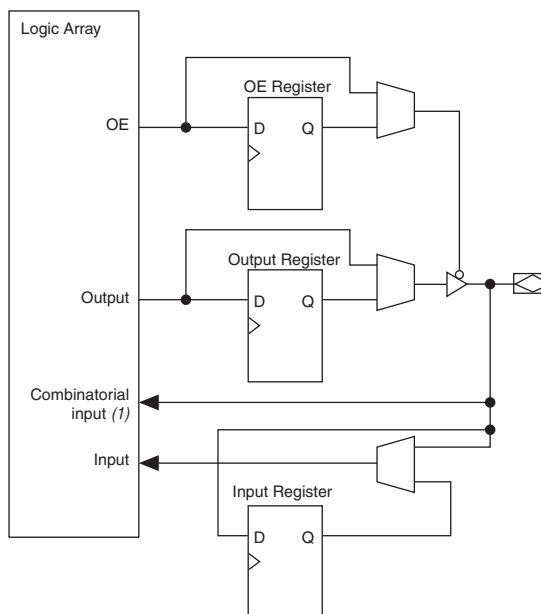 Logic Array
OE Register
OE
D Q
Output Register
Output
D Q
Combinatorial
input (1)
Input
Input Register
D Q